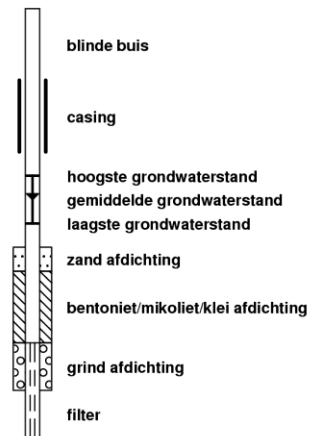 blinde buis
casing
hoogste grondwaterstand
gemiddelde grondwaterstand
laagste grondwaterstand
zand afdichting
bentoniet/mikoliet/klei afdichting
grind afdichting
filter